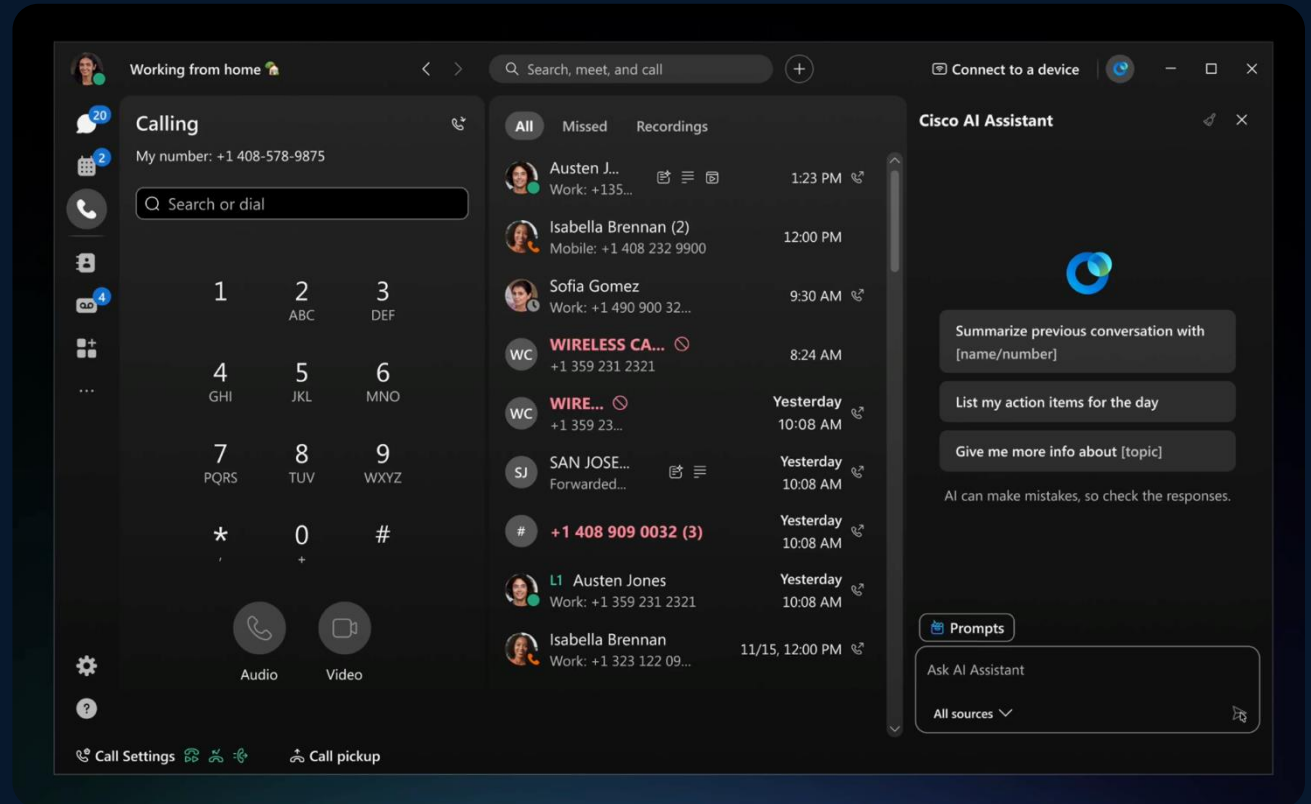 Working from home
Search, meet, and call
Connect to a device
20
2
4
Calling
My number: +1 408-578-9875
Search or dial
1
2
3
ABC
DEF
4
5
6
GHI
JKL
MNO
7
8
9
PQRS
TUV
WXYZ
*
0
#
,
+
Audio
Video
All
Missed
Recordings
Austen J...
Work: +135...
1:23 PM
Isabella Brennan (2)
Mobile: +1 408 232 9900
12:00 PM
Sofia Gomez
Work: +1 490 900 32...
9:30 AM
WC
WIRELESS CA...
+1 359 231 2321
8:24 AM
WC
WIRE...
+1 359 23...
Yesterday
10:08 AM
SJ
SAN JOSE...
Forwarded...
Yesterday
10:08 AM
#
+1 408 909 0032 (3)
Yesterday
10:08 AM
L1 Austen Jones
Work: +1 359 231 2321
Yesterday
10:08 AM
Isabella Brennan
Work: +1 323 122 09...
11/15, 12:00 PM
Cisco AI Assistant
Summarize previous conversation with
[name/number]
List my action items for the day
Give me more info about [topic]
AI can make mistakes, so check the responses.
Prompts
Ask AI Assistant
All sources
Call Settings
Call pickup